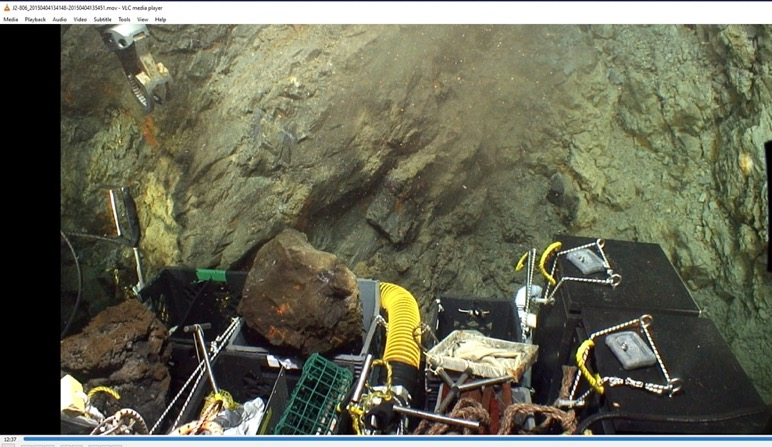 J2-806_20150404134148-20150404135451.mov - VLC media player
Media Playback Audio Video Subtitle Tools View Help
12:37